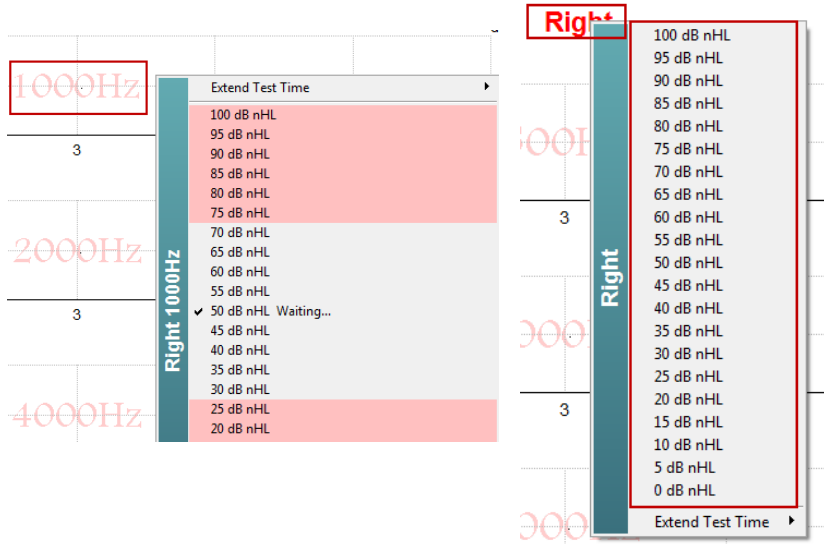 1000Hz
3
2000Hz
3
4000Hz
Right 1000Hz
Extend Test Time
100 dB nHL
95 dB nHL
90 dB nHL
85 dB nHL
80 dB nHL
75 dB nHL
70 dB nHL
65 dB nHL
60 dB nHL
55 dB nHL
50 dB nHL Waiting...
45 dB nHL
40 dB nHL
35 dB nHL
30 dB nHL
25 dB nHL
20 dB nHL
Right
3
3
Right
100 dB nHL
95 dB nHL
90 dB nHL
85 dB nHL
80 dB nHL
75 dB nHL
70 dB nHL
65 dB nHL
60 dB nHL
55 dB nHL
50 dB nHL
45 dB nHL
40 dB nHL
35 dB nHL
30 dB nHL
25 dB nHL
20 dB nHL
15 dB nHL
10 dB nHL
5 dB nHL
0 dB nHL
Extend Test Time